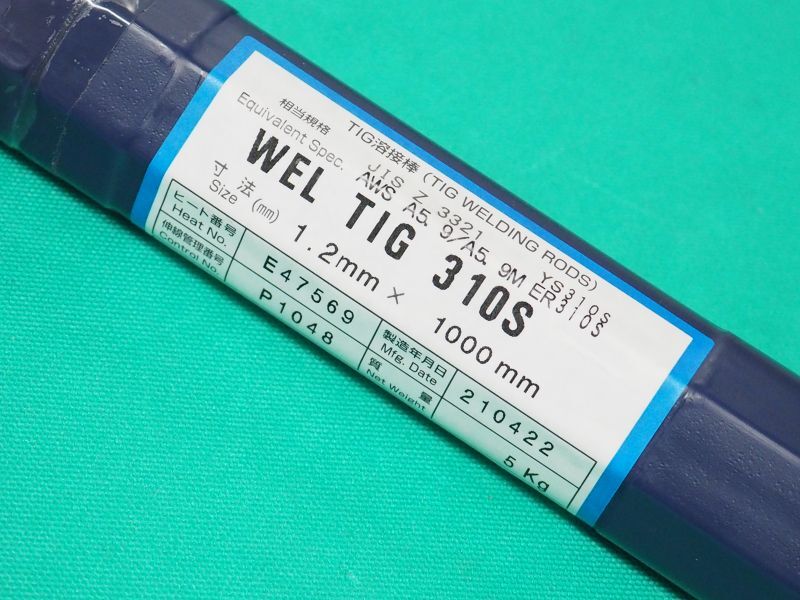 TIG溶接棒 (TIG WELDING RODS)
相当規格 JIS Z 3321 YS310S
Equivalent Spec. AWS A5.9/A5.9M ER310S
WEL TIG 310S
寸法 Size (mm) 1.2mm × 1000mm
ヒート番号 Heat No. E47569 製造年月日 Mfg. Date 210422
伸線管理番号 Control No. P1048 質量 Net Weight 5Kg